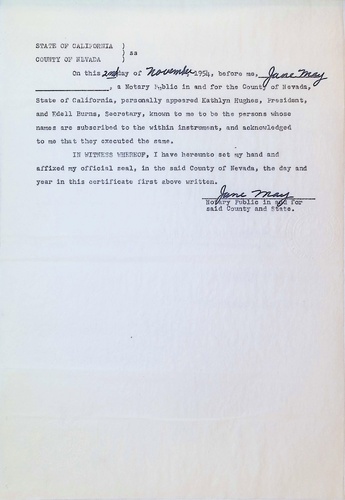 STATE OF CALIFORNIA )
) ss
COUNTY OF NEVADA )
On this 2nd day of November, 1954, before me, Jane May
, a Notary Public in and for the County of Nevada,
State of California, personally appeared Kathlyn Hughes, President,
and Edell Burns, Secretary, known to me to be the persons whose
names are subscribed to the within instrument, and acknowledged
to me that they executed the same.
IN WITNESS WHEREOF, I have hereunto set my hand and
affixed my official seal, in the said County of Nevada, the day and
year in this certificate first above written.
Jane May
Notary Public in and for
said County and State.